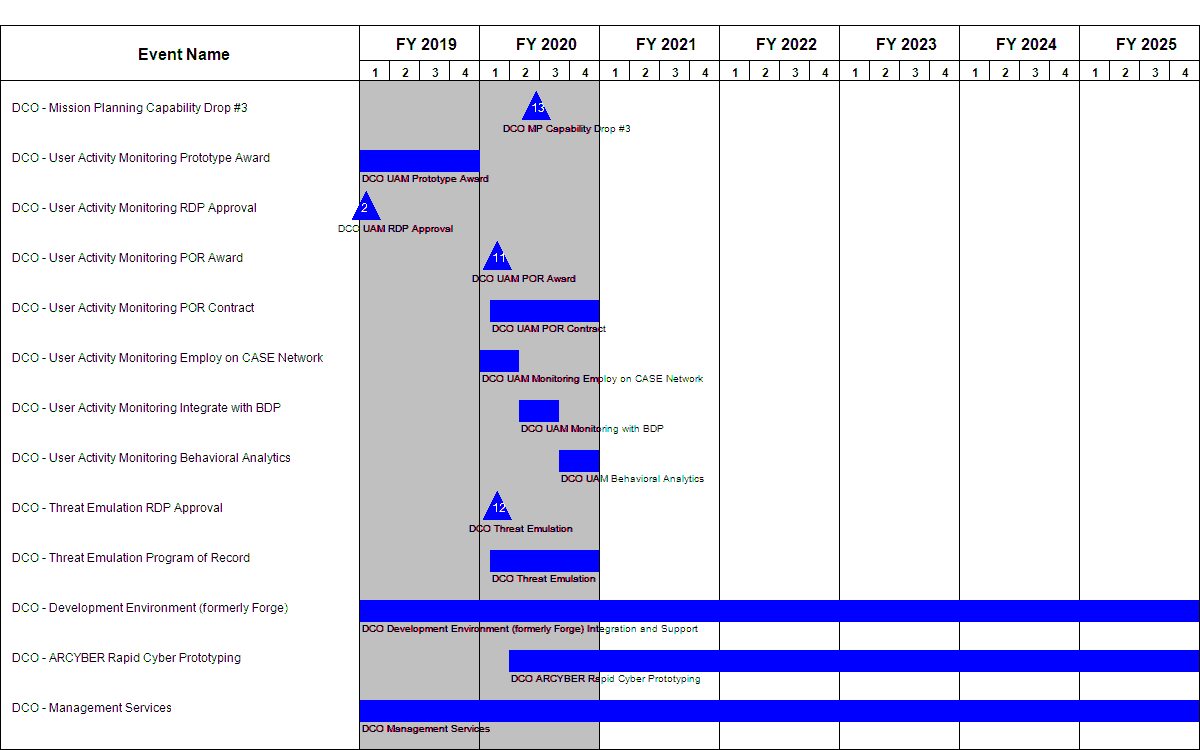 Event Name FY 2019 FY 2020 FY 2021 FY 2022 FY 2023 FY 2024 FY 2025
1 2 3 4 1 2 3 4 1 2 3 4 1 2 3 4 1 2 3 4 1 2 3 4 1 2 3 4
DCO - Mission Planning Capability Drop #3 13
DCO MP Capability Drop #3
DCO - User Activity Monitoring Prototype Award
DCO UAM Prototype Award
DCO - User Activity Monitoring RDP Approval 2
DCO UAM RDP Approval
DCO - User Activity Monitoring POR Award 11
DCO UAM POR Award
DCO - User Activity Monitoring POR Contract
DCO UAM POR Contract
DCO - User Activity Monitoring Employ on CASE Network
DCO UAM Monitoring Employ on CASE Network
DCO - User Activity Monitoring Integrate with BDP
DCO UAM Monitoring with BDP
DCO - User Activity Monitoring Behavioral Analytics
DCO UAM Behavioral Analytics
DCO - Threat Emulation RDP Approval 12
DCO Threat Emulation
DCO - Threat Emulation Program of Record
DCO Threat Emulation
DCO - Development Environment (formerly Forge)
DCO Development Environment (formerly Forge) Integration and Support
DCO - ARCYBER Rapid Cyber Prototyping
DCO ARCYBER Rapid Cyber Prototyping
DCO - Management Services
DCO Management Services